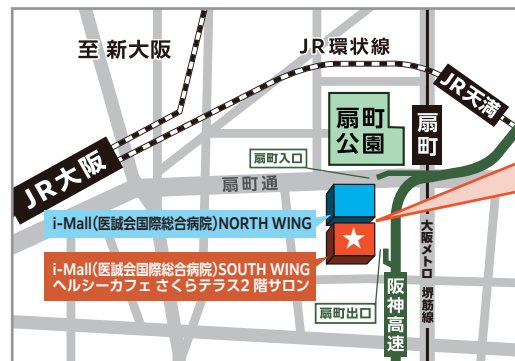 至 新大阪
JR環状線
JR天満
扇町
公園
扇町
JR大阪
扇町入口
扇町通
i-Mall(医誠会国際総合病院)NORTH WING
i-Mall(医誠会国際総合病院)SOUTH WING
ヘルシーカフェ さくらテラス2 階サロン
大阪メトロ 堺筋線
扇町出口
阪神高速